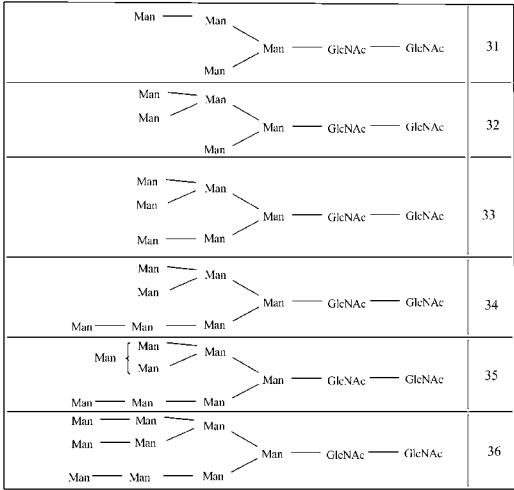 Man Man
Man GlcNAc GlcNAc 31
Man
Man Man
Man
Man GlcNAc GlcNAc 32
Man
Man Man
Man
Man GlcNAc GlcNAc 33
Man Man
Man Man
Man
Man GlcNAc GlcNAc 34
Man Man Man
Man { Man Man
Man
Man GlcNAc GlcNAc 35
Man Man Man
Man Man Man
Man Man
Man GlcNAc GlcNAc 36
Man Man Man